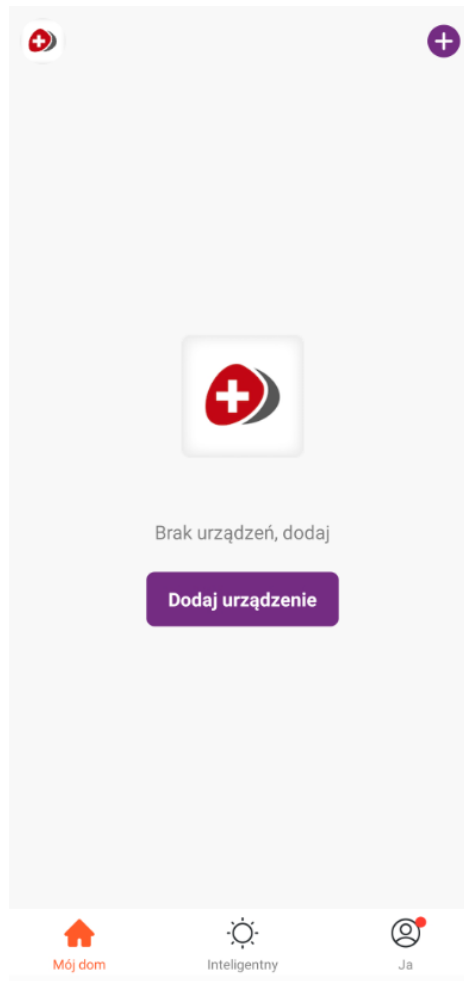 Brak urządzeń, dodaj
Dodaj urządzenie
Mój dom
Inteligentny
Ja